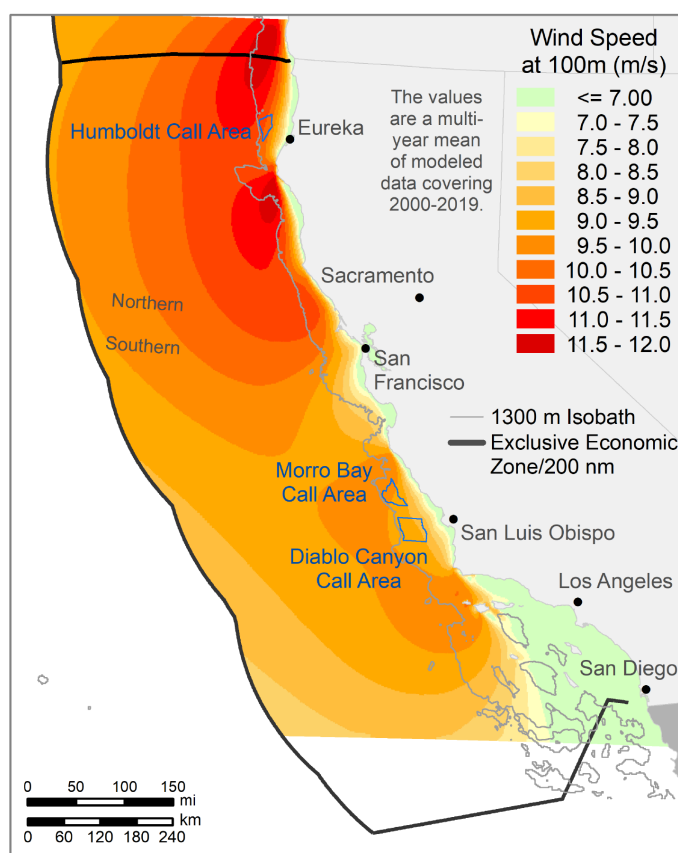 Wind Speed
at 100m (m/s)
<= 7.00
7.0 - 7.5
7.5 - 8.0
8.0 - 8.5
8.5 - 9.0
9.0 - 9.5
9.5 - 10.0
10.0 - 10.5
10.5 - 11.0
11.0 - 11.5
11.5 - 12.0
The values
are a multi-
year mean
of modeled
data covering
2000-2019.
Humboldt Call Area
Eureka
Sacramento
Northern
Southern
San
Francisco
1300 m Isobath
Exclusive Economic
Zone/200 nm
Morro Bay
Call Area
San Luis Obispo
Diablo Canyon
Call Area
Los Angeles
San Diego
0 50 100 150
mi
km
0 60 120 180 240